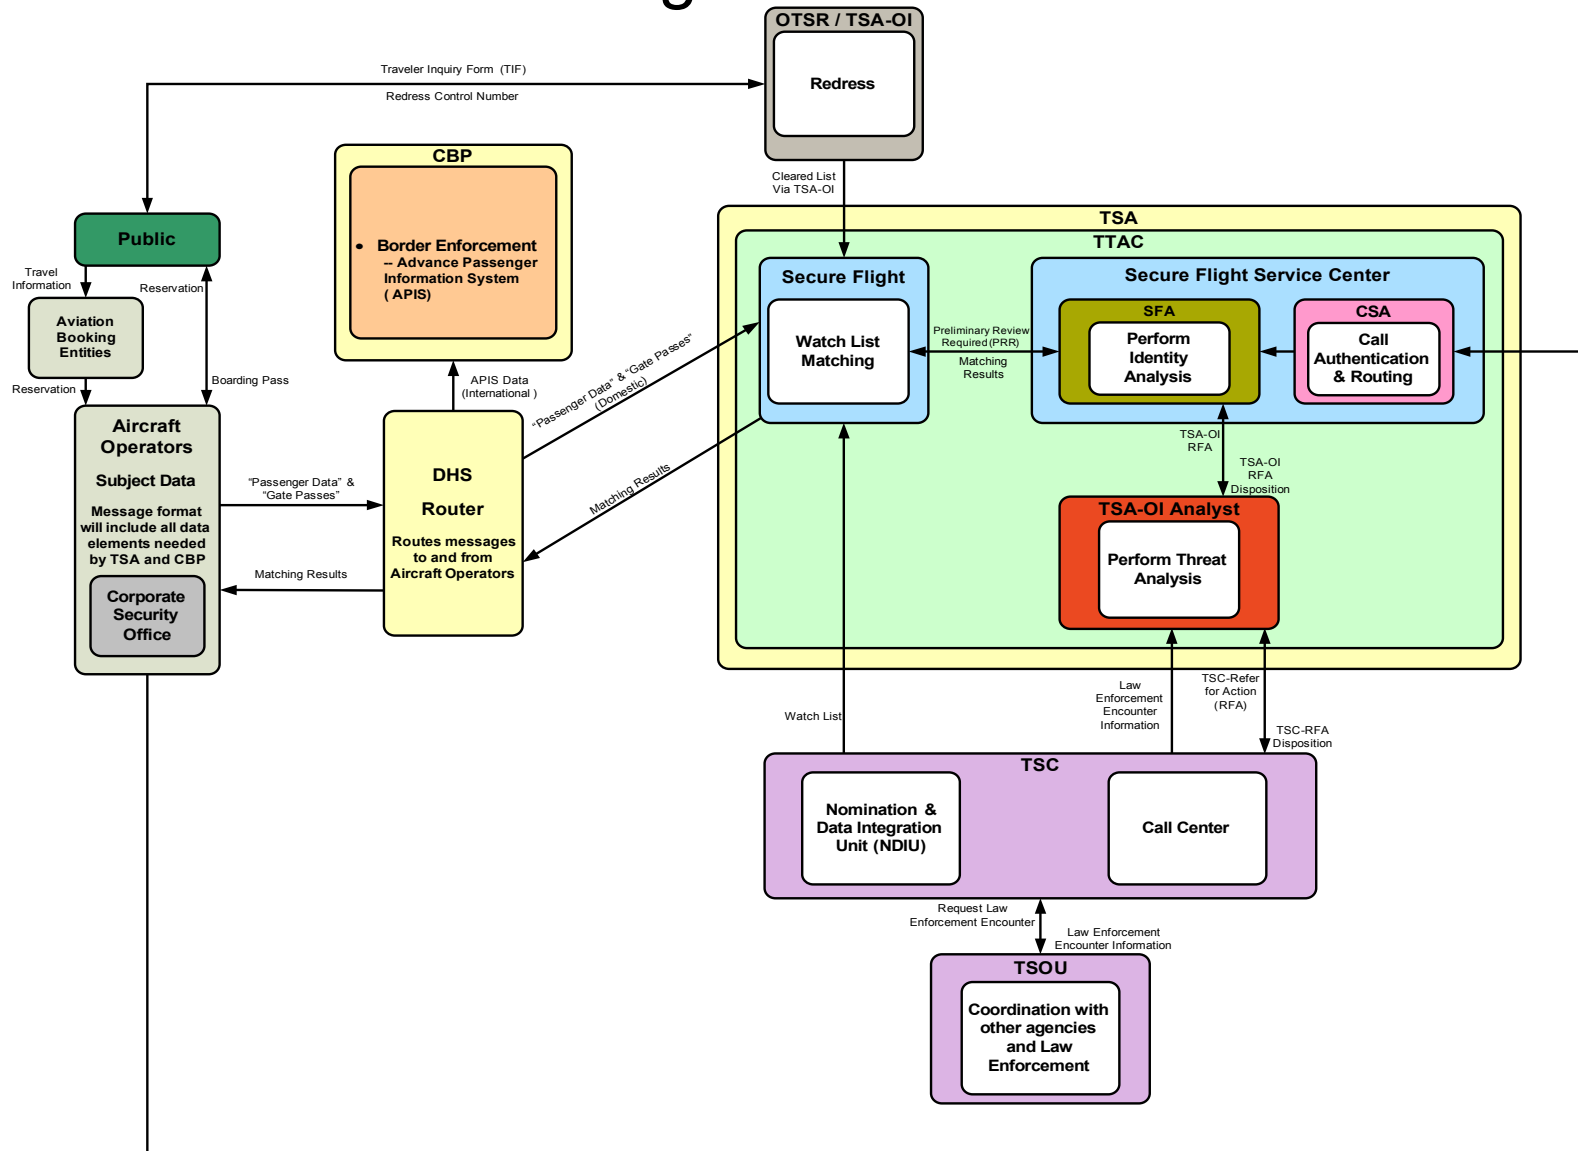 g
OTSR / TSA-OI
Redress
Traveler Inquiry Form (TIF)
Redress Control Number
Cleared List
Via TSA-OI
CBP
• Border Enforcement
-- Advance Passenger
Information System
( APIS)
Public
Travel
Information
Reservation
Aviation
Booking
Entities
Reservation
Boarding Pass
Aircraft
Operators
Subject Data
Message format
will include all data
elements needed
by TSA and CBP
Corporate
Security
Office
"Passenger Data" &
"Gate Passes"
Matching Results
APIS Data
(International )
DHS
Router
Routes messages
to and from
Aircraft Operators
"Passenger Data" & "Gate Passes"
(Domestic)
Matching Results
TSA
TTAC
Secure Flight
Watch List
Matching
Preliminary Review
Required (PRR)
Matching
Results
Secure Flight Service Center
SFA
Perform
Identity
Analysis
CSA
Call
Authentication
& Routing
TSA-OI
RFA
TSA-OI
RFA
Disposition
TSA-OI Analyst
Perform Threat
Analysis
Watch List
Law
Enforcement
Encounter
Information
TSC-Refer
for Action
(RFA)
TSC-RFA
Disposition
TSC
Nomination &
Data Integration
Unit (NDIU)
Call Center
Request Law
Enforcement Encounter
Law Enforcement
Encounter Information
TSOU
Coordination with
other agencies
and Law
Enforcement